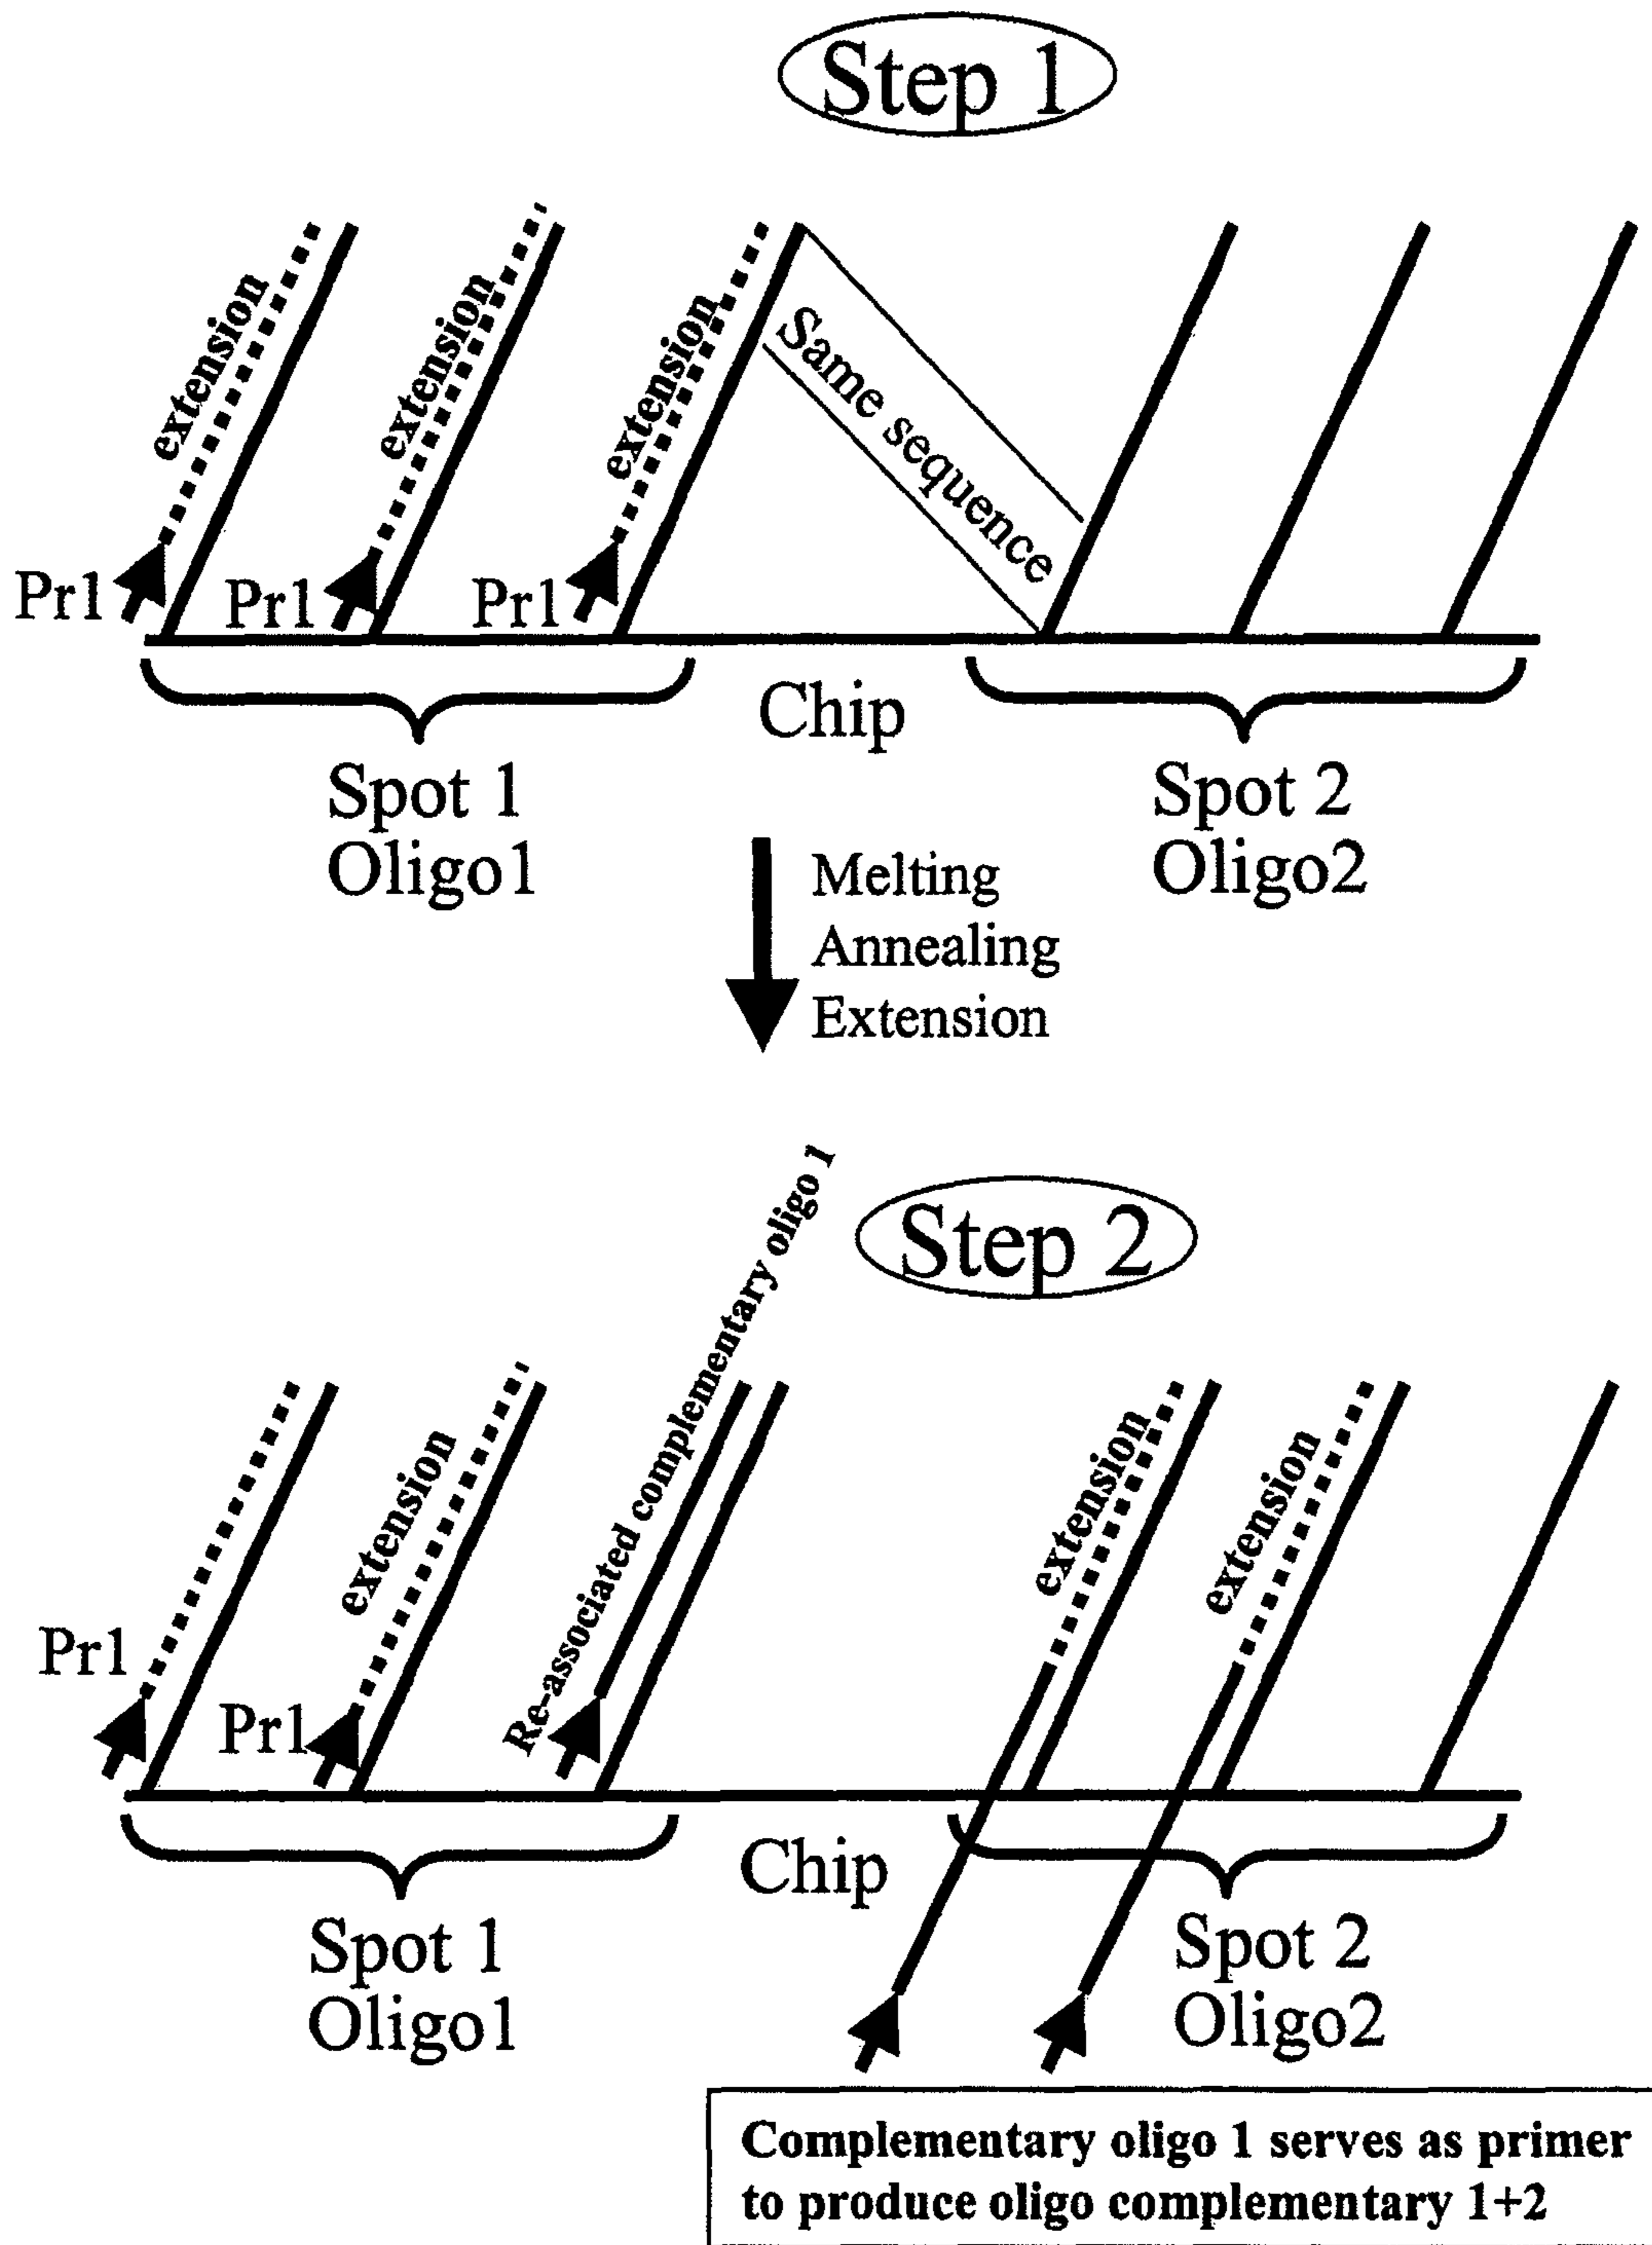 Step 1
extension
extension
extension
Same sequence
Pr1
Pr1
Pr1
Chip
Spot 1
Oligo1
Spot 2
Oligo2
Melting
Annealing
Extension
Step 2
Re-associated complementary oligo 1
extension
extension
extension
Pr1
Pr1
Chip
Spot 1
Oligo1
Spot 2
Oligo2
Complementary oligo 1 serves as primer
to produce oligo complementary 1+2